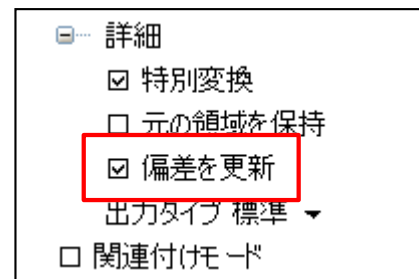 詳細
特別変換
元の領域を保持
偏差を更新
出力タイプ 標準
関連付けモード